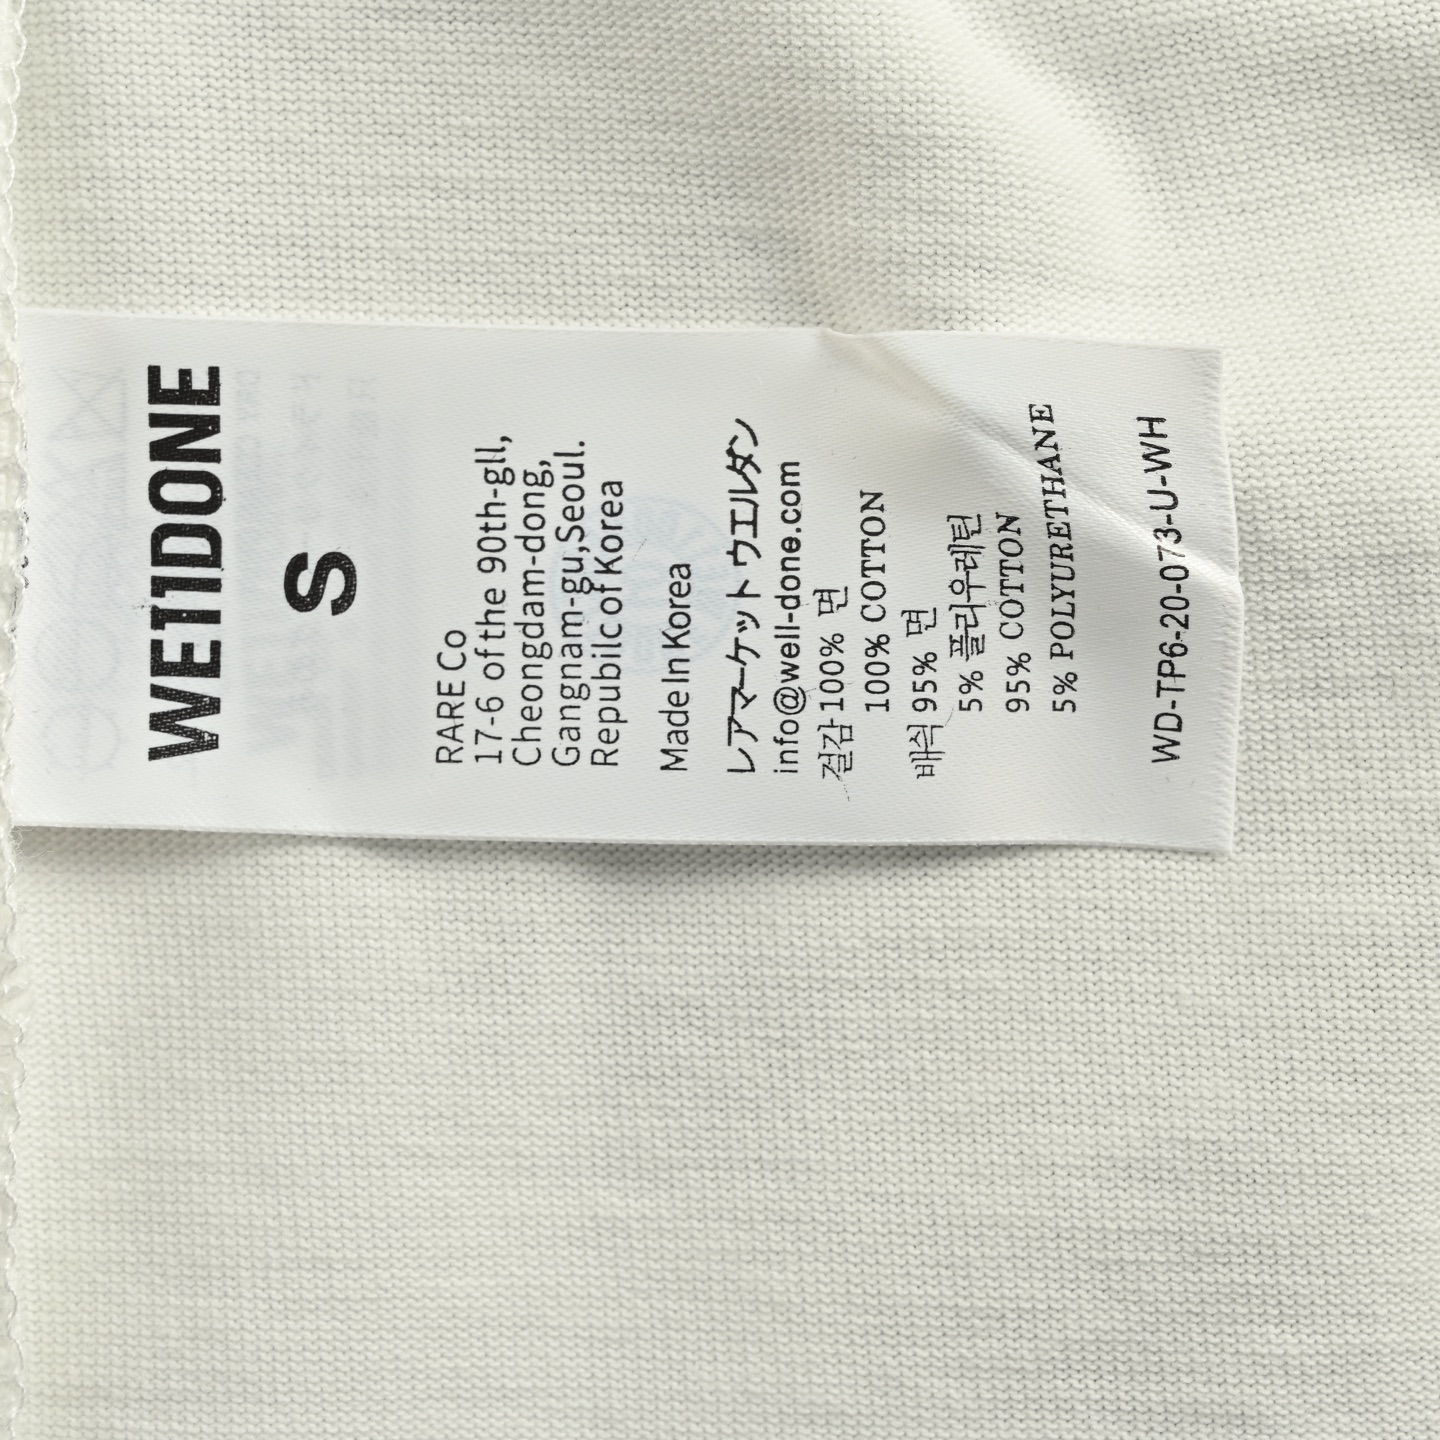 WE11DONE
S
RARE Co
17-6 of the 90th-gil,
Cheongdam-dong,
Gangnam-gu,Seoul.
Repubilc of Korea
Made In Korea
レアマーケット ウエルダン
info@well-done.com
겉감 100% 면
100% COTTON
배색 95% 면
5% 폴리우레탄
95% COTTON
5% POLYURETHANE
WD-TP6-20-073-U-WH